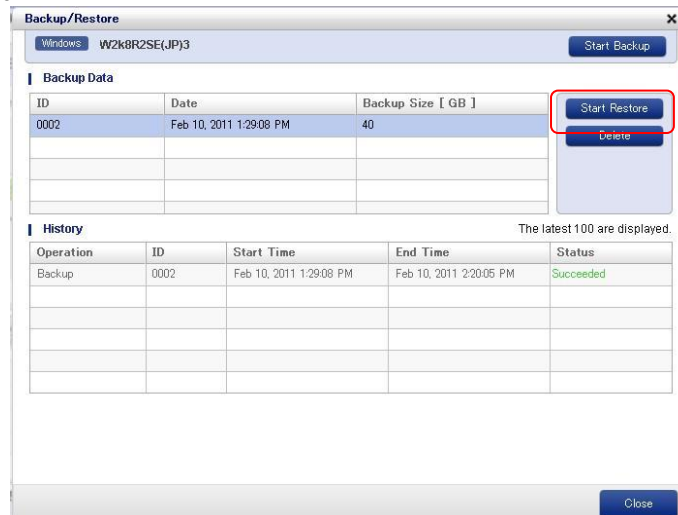 Backup/Restore
Windows W2k8R2SE(JP)3 Start Backup
Backup Data
ID Date Backup Size [ GB ]
0002 Feb 10, 2011 1:29:08 PM 40
Start Restore
Delete
History The latest 100 are displayed.
Operation ID Start Time End Time Status
Backup 0002 Feb 10, 2011 1:29:08 PM Feb 10, 2011 2:20:05 PM Succeeded
Close